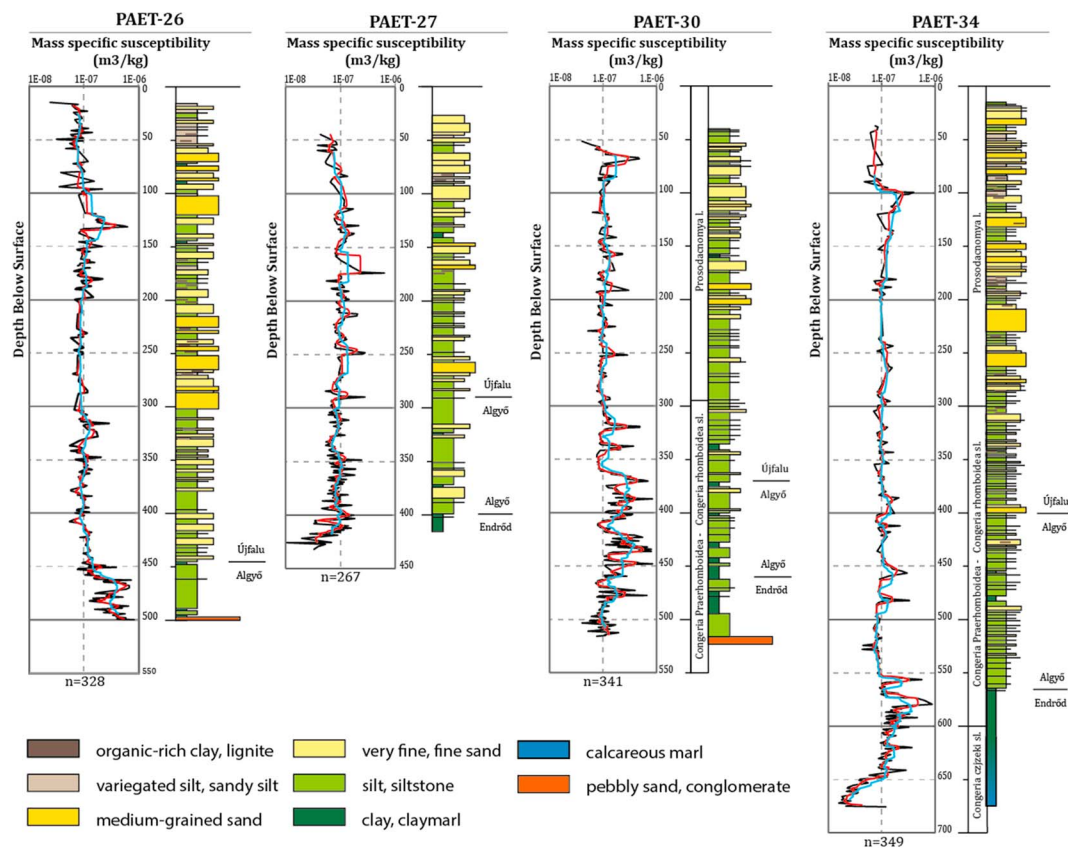 PAET-26
Mass specific susceptibility
(m3/kg)
1E-08 1E-07 1E-06
0
50
100
150
200
250
300
350
400
450
500
550
Depth Below Surface
Újfalu
Algyő
n=328
PAET-27
Mass specific susceptibility
(m3/kg)
1E-08 1E-07 1E-06
0
50
100
150
200
250
300
350
400
450
Depth Below Surface
Újfalu
Algyő
Algyő
Endrőd
n=267
PAET-30
Mass specific susceptibility
(m3/kg)
1E-08 1E-07 1E-06
0
50
100
150
200
250
300
350
400
450
500
550
Depth Below Surface
Prosodacnomya l.
Congeria Praerhomboidea - Congeria rhomboidea sl.
Újfalu
Algyő
Algyő
Endrőd
n=341
PAET-34
Mass specific susceptibility
(m3/kg)
1E-08 1E-07 1E-06
0
50
100
150
200
250
300
350
400
450
500
550
600
650
700
Depth Below Surface
Prosodacnomya l.
Congeria Praerhomboidea - Congeria rhomboidea sl.
Congeria czjzeki sl.
Újfalu
Algyő
Algyő
Endrőd
n=349
organic-rich clay, lignite
variegated silt, sandy silt
medium-grained sand
very fine, fine sand
silt, siltstone
clay, claymarl
calcareous marl
pebbly sand, conglomerate